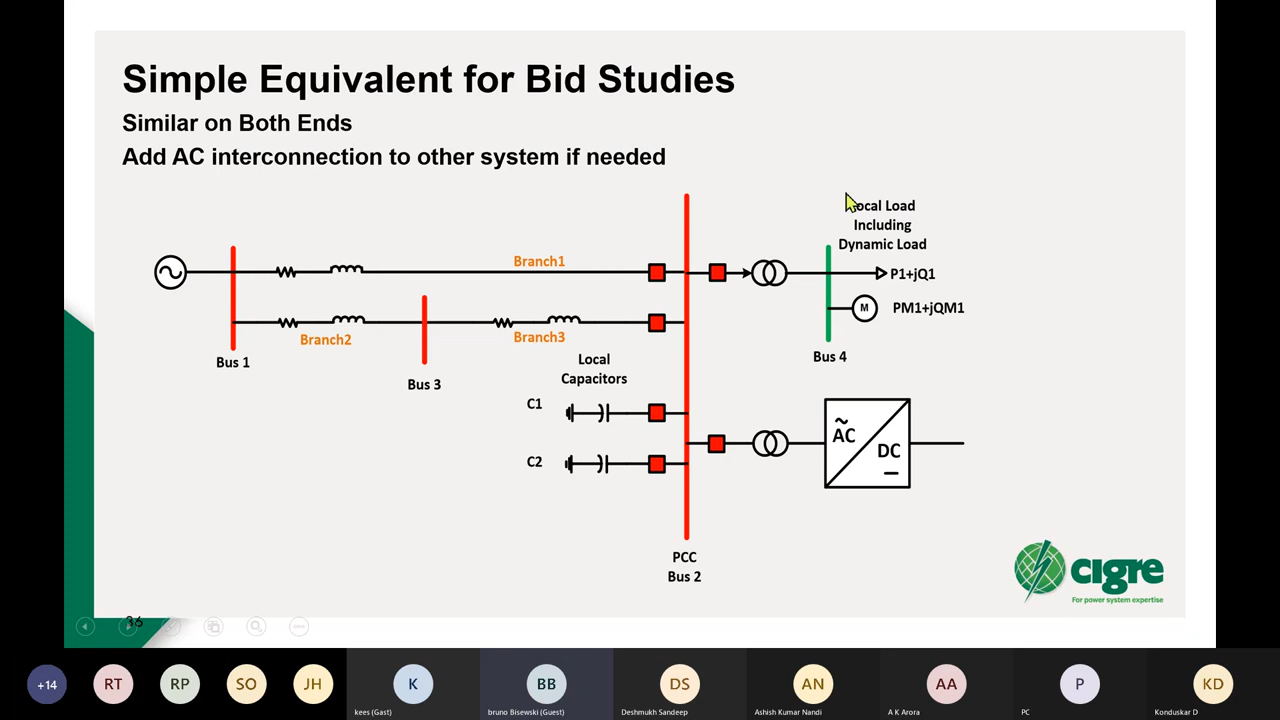 Simple Equivalent for Bid Studies
Similar on Both Ends
Add AC interconnection to other system if needed
Local Load
Including
Dynamic Load
Branch1
P1+jQ1
M
PM1+jQM1
Branch2
Branch3
Bus 1
Bus 3
Bus 4
Local
Capacitors
C1
C2
AC
DC
PCC
Bus 2
cigre
For power system expertise
36
+14
RT
RP
SO
JH
K
BB
DS
AN
AA
P
KD
kees (Gast)
bruno Bisewski (Guest)
Deshmukh Sandeep
Ashish Kumar Nandi
A K Arora
PC
Konduskar D